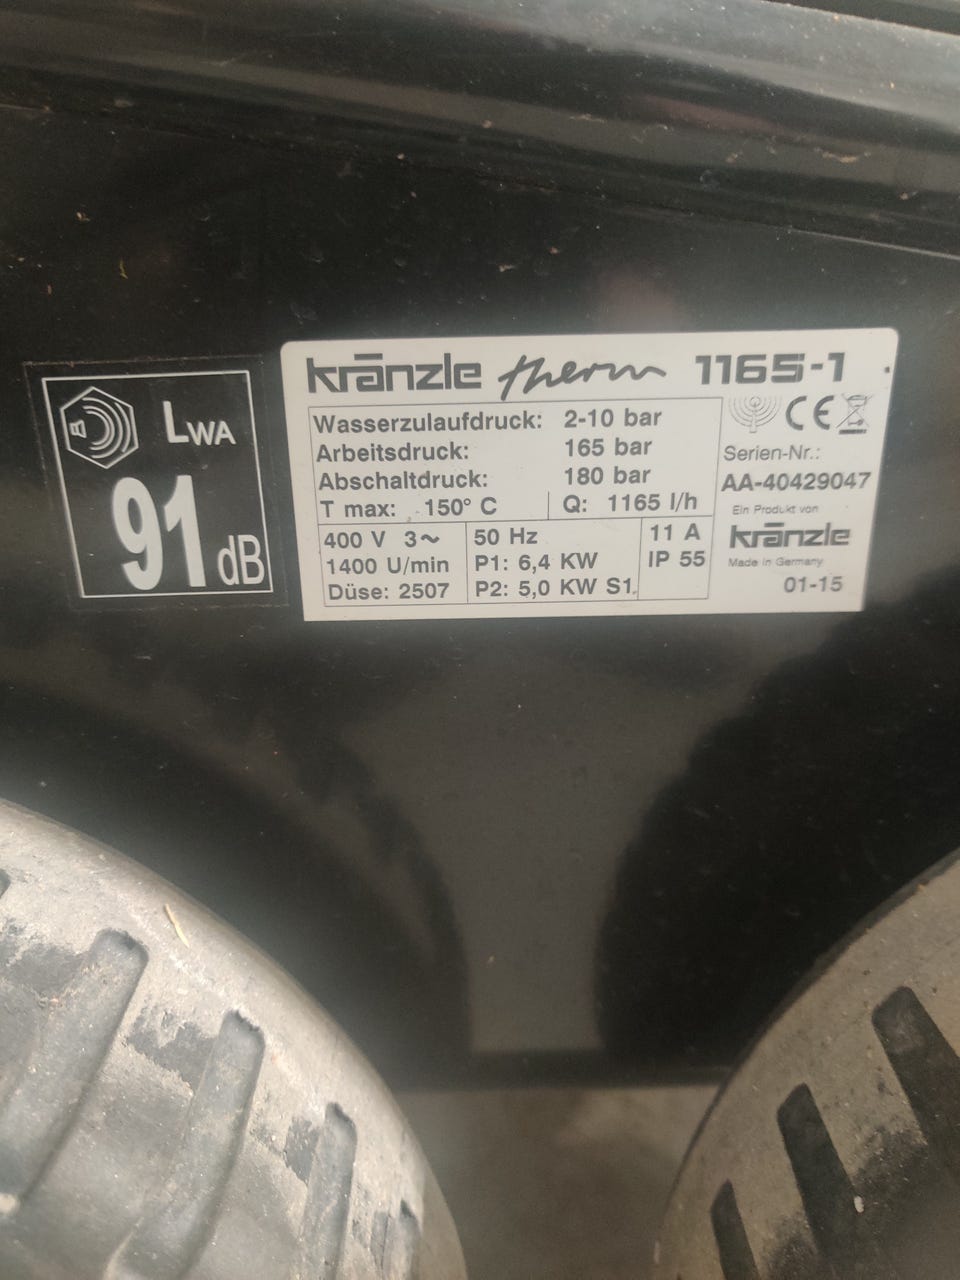 LWA
91 dB
kränzle therm 1165-1
Wasserzulaufdruck: 2-10 bar
Arbeitsdruck: 165 bar
Abschaltdruck: 180 bar
T max: 150° C Q: 1165 l/h
400 V 3~ 50 Hz 11 A
1400 U/min P1: 6,4 KW IP 55
Düse: 2507 P2: 5,0 KW S1
CE
Serien-Nr.:
AA-40429047
Ein Produkt von
kränzle
Made in Germany
01-15